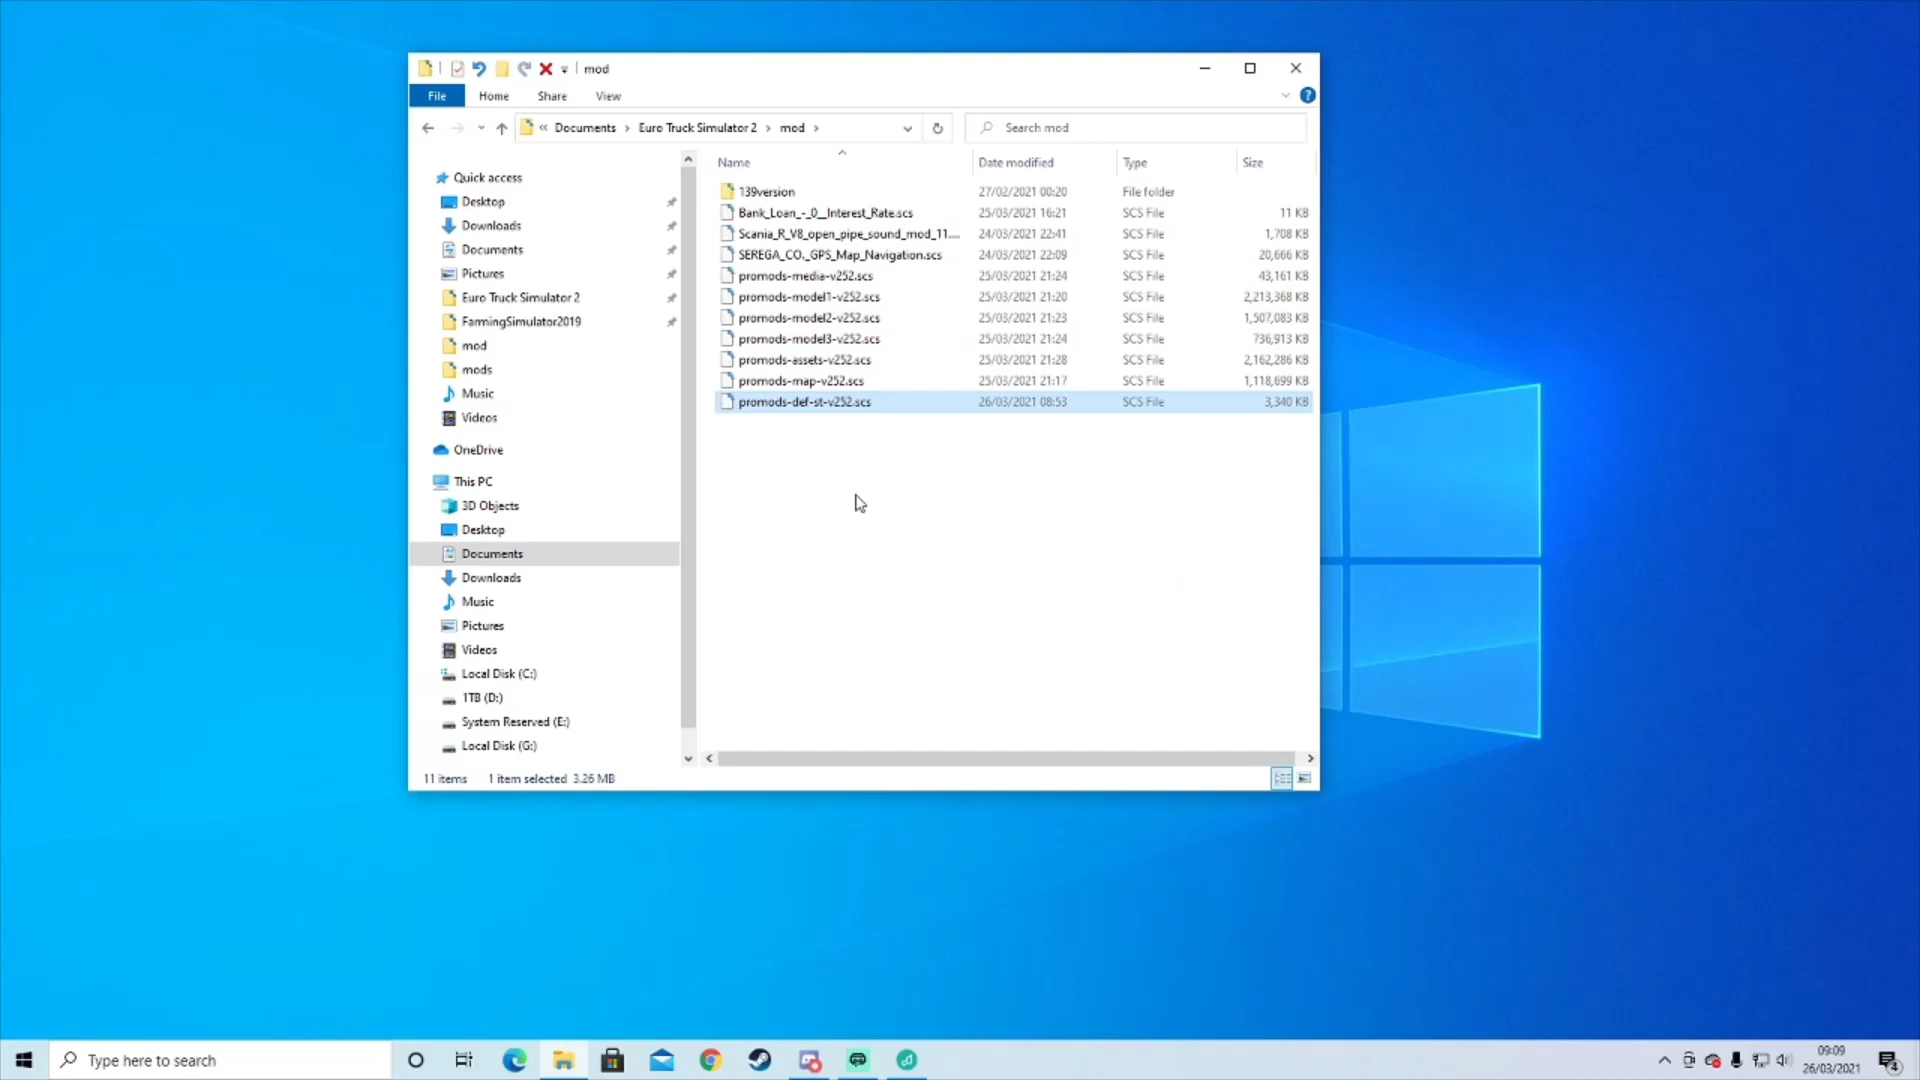 mod
File Home Share View
« Documents > Euro Truck Simulator 2 > mod >
Search mod
Name Date modified Type Size
139version 27/02/2021 00:20 File folder
Bank_Loan_-_0__Interest_Rate.scs 25/03/2021 16:21 SCS File 11 KB
Scania_R_V8_open_pipe_sound_mod_11.... 24/03/2021 22:41 SCS File 1,708 KB
SEREGA_CO._GPS_Map_Navigation.scs 24/03/2021 22:09 SCS File 20,666 KB
promods-media-v252.scs 25/03/2021 21:24 SCS File 43,161 KB
promods-model1-v252.scs 25/03/2021 21:20 SCS File 2,213,368 KB
promods-model2-v252.scs 25/03/2021 21:23 SCS File 1,507,083 KB
promods-model3-v252.scs 25/03/2021 21:24 SCS File 736,913 KB
promods-assets-v252.scs 25/03/2021 21:28 SCS File 2,162,286 KB
promods-map-v252.scs 25/03/2021 21:17 SCS File 1,118,699 KB
promods-def-st-v252.scs 26/03/2021 08:53 SCS File 3,340 KB
Quick access
Desktop
Downloads
Documents
Pictures
Euro Truck Simulator 2
FarmingSimulator2019
mod
mods
Music
Videos
OneDrive
This PC
3D Objects
Desktop
Documents
Downloads
Music
Pictures
Videos
Local Disk (C:)
1TB (D:)
System Reserved (E:)
Local Disk (G:)
11 items 1 item selected 3.26 MB
Type here to search
09:09
26/03/2021
4